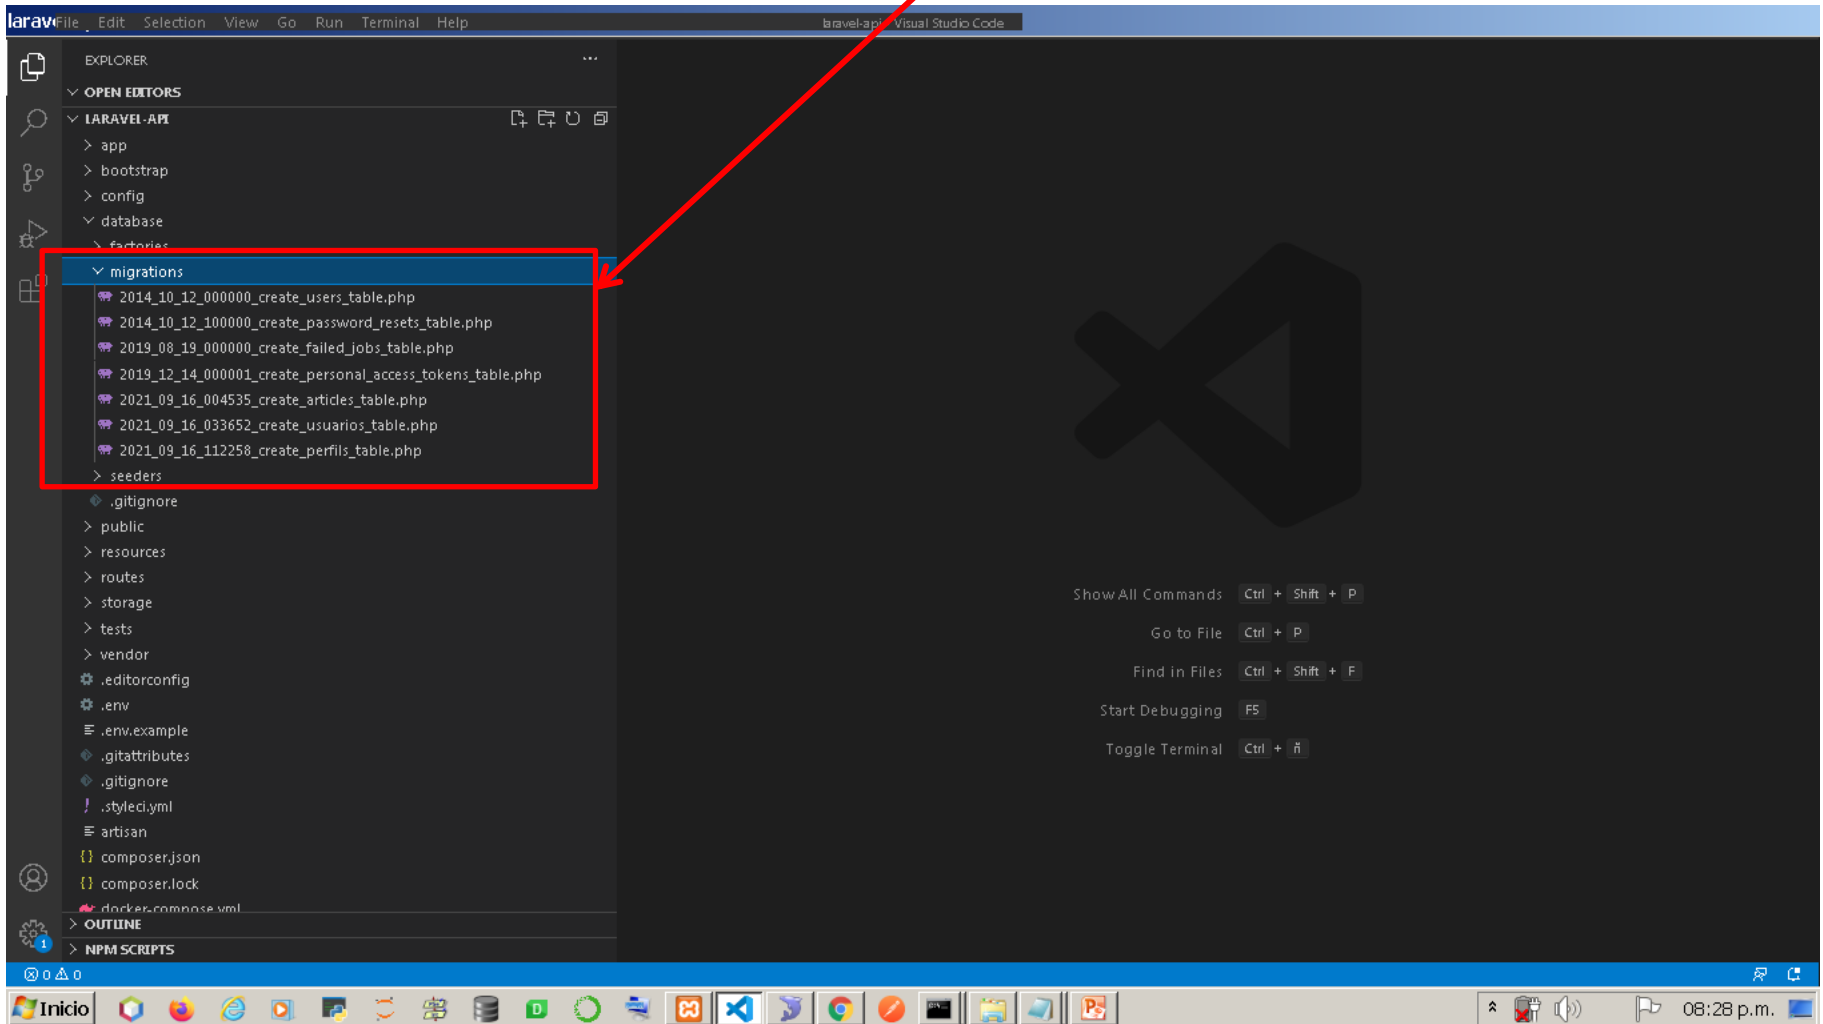 larav File Edit Selection View Go Run Terminal Help laravel-api - Visual Studio Code
EXPLORER
OPEN EDITORS
LARAVEL-API
app
bootstrap
config
database
factories
migrations
2014_10_12_000000_create_users_table.php
2014_10_12_100000_create_password_resets_table.php
2019_08_19_000000_create_failed_jobs_table.php
2019_12_14_000001_create_personal_access_tokens_table.php
2021_09_16_004535_create_articles_table.php
2021_09_16_033652_create_usuarios_table.php
2021_09_16_112258_create_perfils_table.php
seeders
.gitignore
public
resources
routes
storage
tests
vendor
.editorconfig
.env
.env.example
.gitattributes
.gitignore
.styleci.yml
artisan
composer.json
composer.lock
docker-compose.yml
OUTLINE
NPM SCRIPTS
Show All Commands Ctrl + Shift + P
Go to File Ctrl + P
Find in Files Ctrl + Shift + F
Start Debugging F5
Toggle Terminal Ctrl + ñ
1
0 0
Inicio
08:28 p.m.